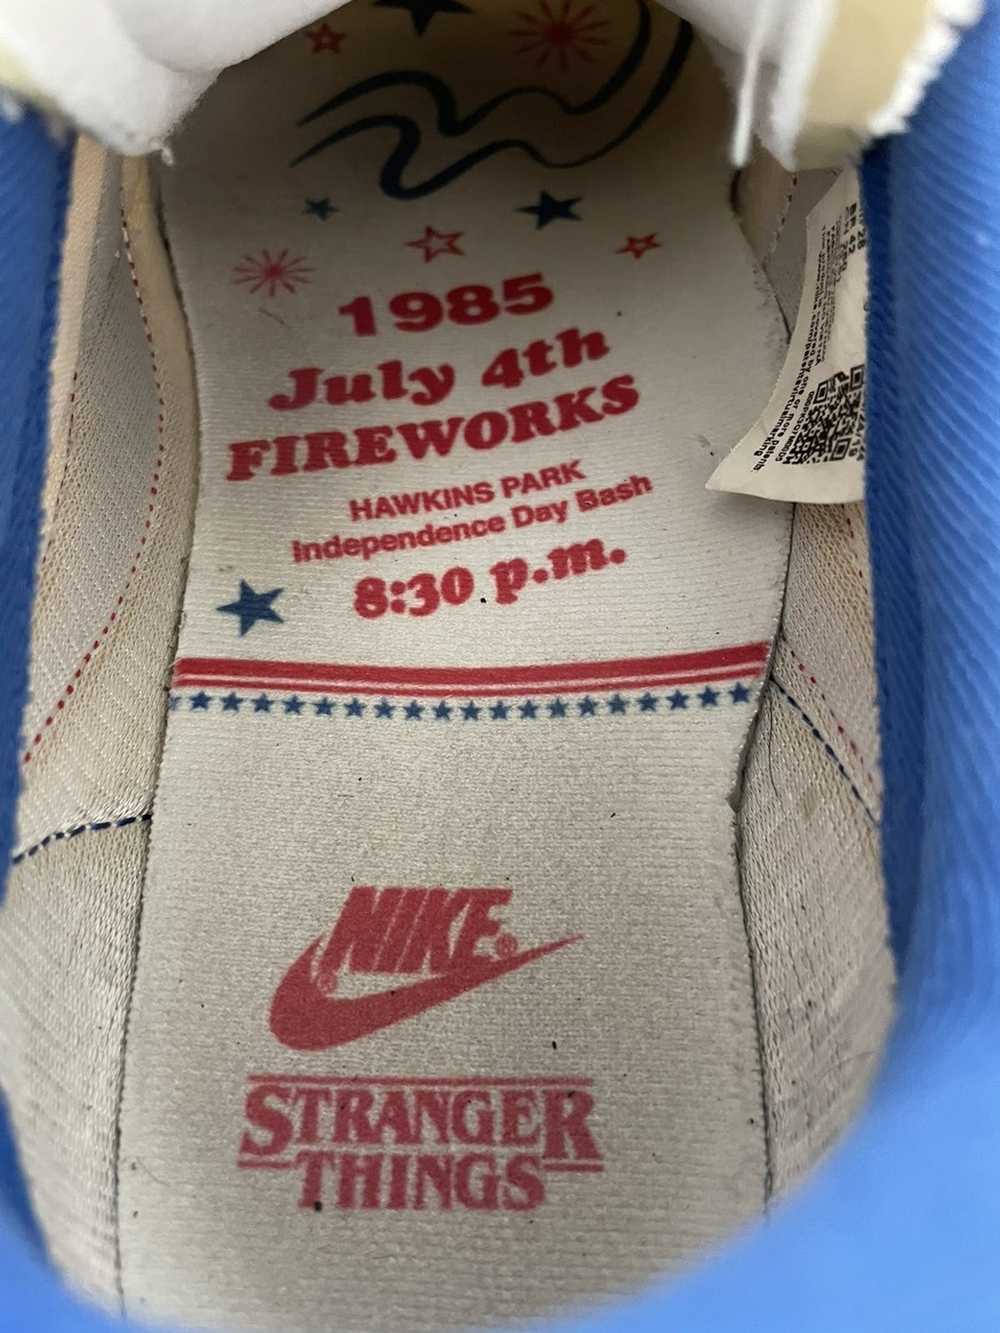 1985
July 4th
FIREWORKS
HAWKINS PARK
Independence Day Bash
8:30 p.m.
NIKE®
®
STRANGER
THINGS